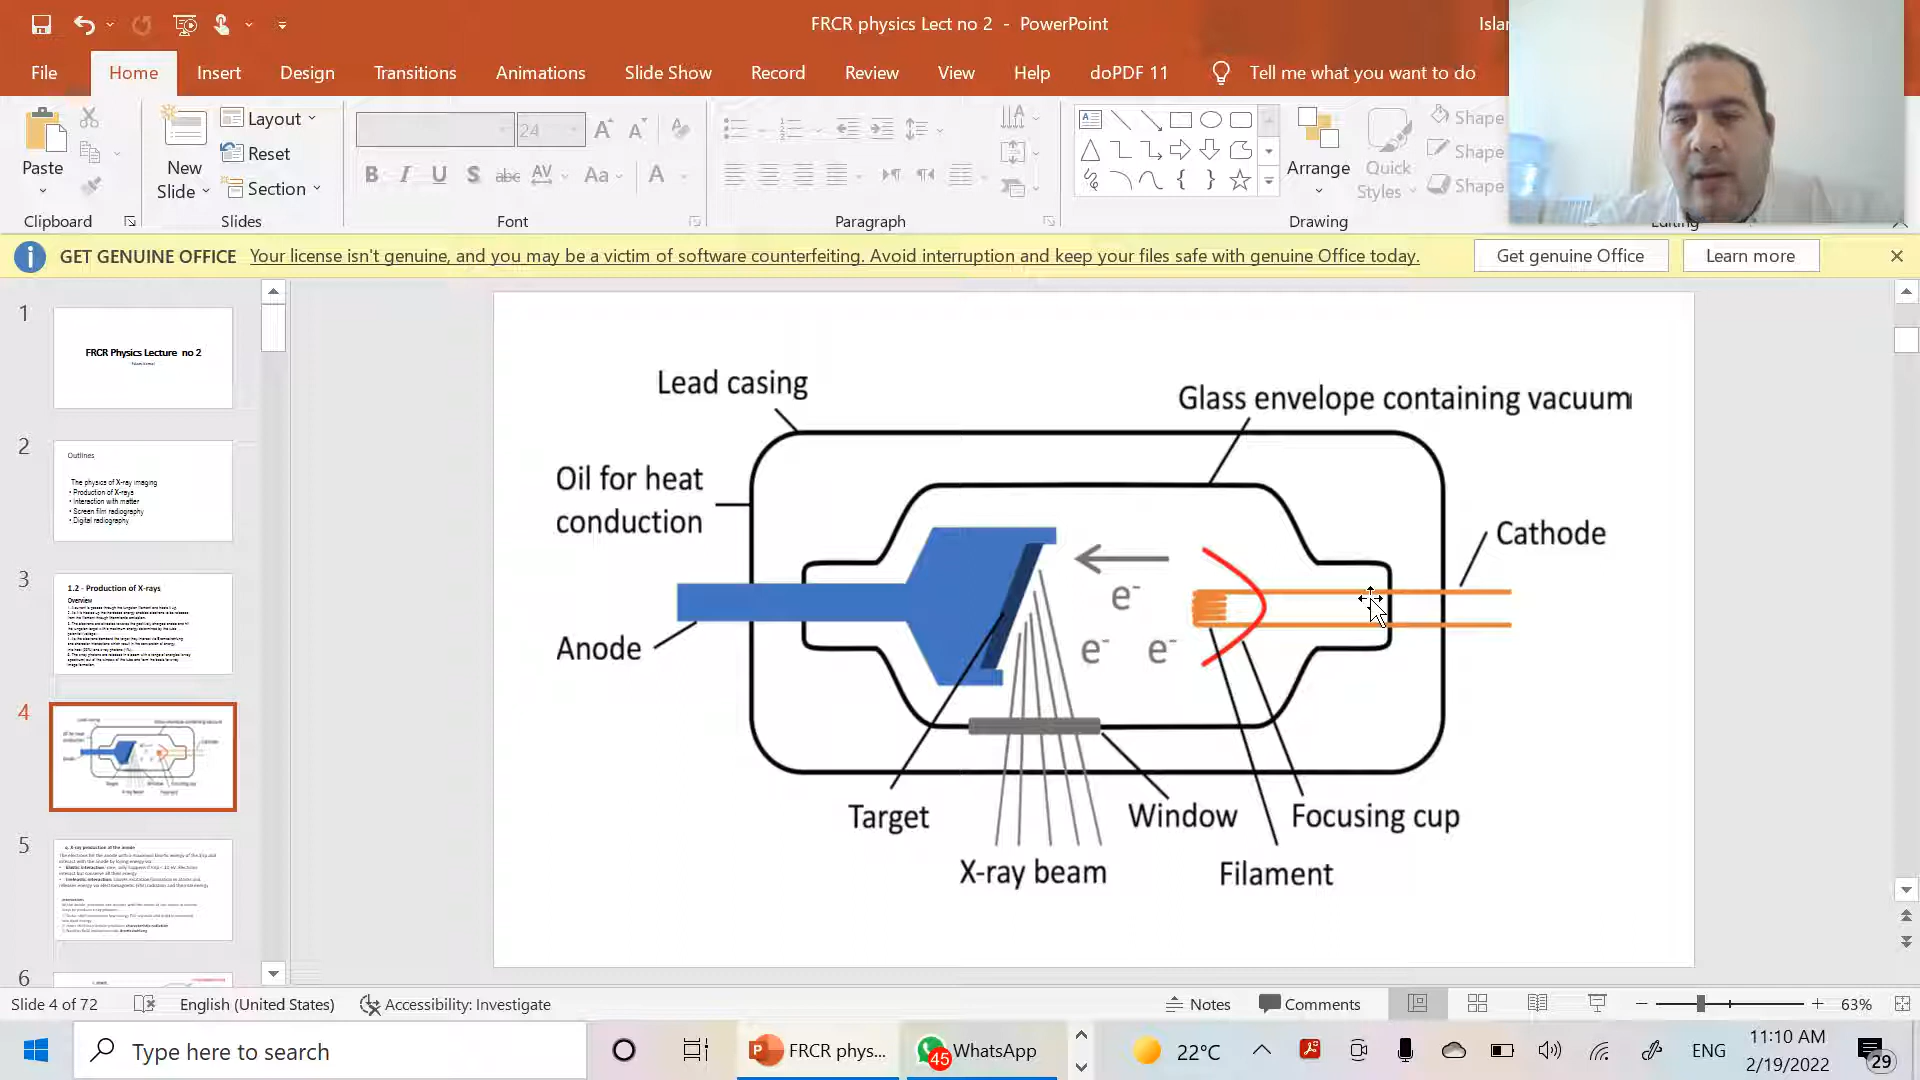 FRCR physics Lect no 2 - PowerPoint
File Home Insert Design Transitions Animations Slide Show Record Review View Help doPDF 11 Tell me what you want to do
Paste
New Slide
Layout
Reset
Section
24
Arrange
Quick Styles
Shape
Shape
Shape
Clipboard Slides Font Paragraph Drawing Editing
GET GENUINE OFFICE Your license isn't genuine, and you may be a victim of software counterfeiting. Avoid interruption and keep your files safe with genuine Office today. Get genuine Office Learn more
1
FRCR Physics Lecture no 2
2
Outlines
The physics of X-ray imaging
• Production of X-rays
• Interaction with matter
• Screen film radiography
• Digital radiography
3
1.2 - Production of X-rays
Overview
4
5
6
Lead casing
Glass envelope containing vacuum
Oil for heat
conduction
Cathode
e-
Anode
e- e-
Target
Window
Focusing cup
X-ray beam
Filament
Slide 4 of 72 English (United States) Accessibility: Investigate Notes Comments 63%
Type here to search
FRCR phys...
45
WhatsApp
22°C
ENG
11:10 AM
2/19/2022
29